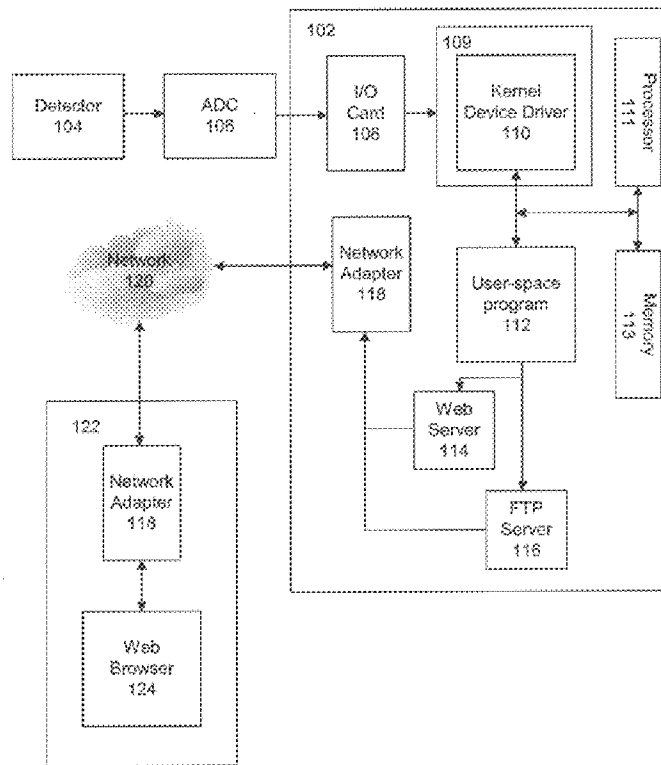 102
109
Detector
104
ADC
106
I/O
Card
108
Kernel
Device Driver
110
Processor
111
Network
120
Network
Adapter
118
User-space
program
112
Memory
113
Web
Server
114
FTP
Server
116
122
Network
Adapter
118
Web
Browser
124